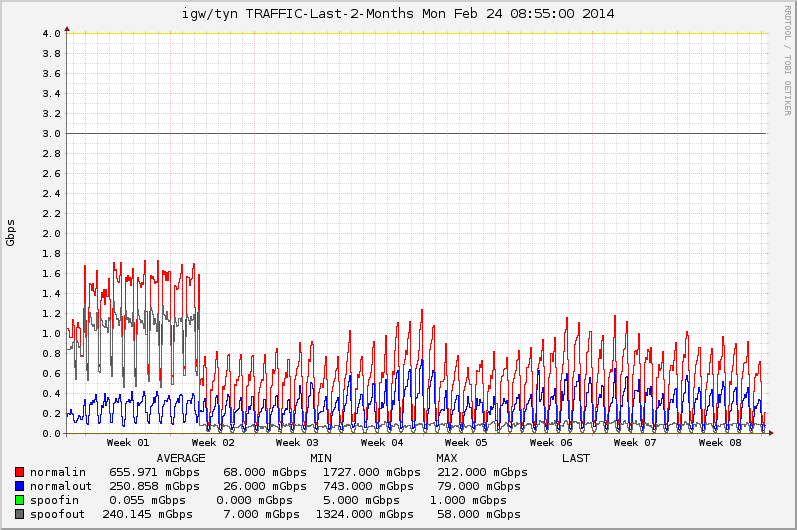 igw/tyn TRAFFIC-Last-2-Months Mon Feb 24 08:55:00 2014
RRDTOOL / TOBI OETIKER
Gbps
4.0
3.8
3.6
3.4
3.2
3.0
2.8
2.6
2.4
2.2
2.0
1.8
1.6
1.4
1.2
1.0
0.8
0.6
0.4
0.2
0.0
Week 01 Week 02 Week 03 Week 04 Week 05 Week 06 Week 07 Week 08
AVERAGE MIN MAX LAST
normalin 655.971 mGbps 68.000 mGbps 1727.000 mGbps 212.000 mGbps
normalout 250.858 mGbps 26.000 mGbps 743.000 mGbps 79.000 mGbps
spoofin 0.055 mGbps 0.000 mGbps 5.000 mGbps 1.000 mGbps
spoofout 240.145 mGbps 7.000 mGbps 1324.000 mGbps 58.000 mGbps